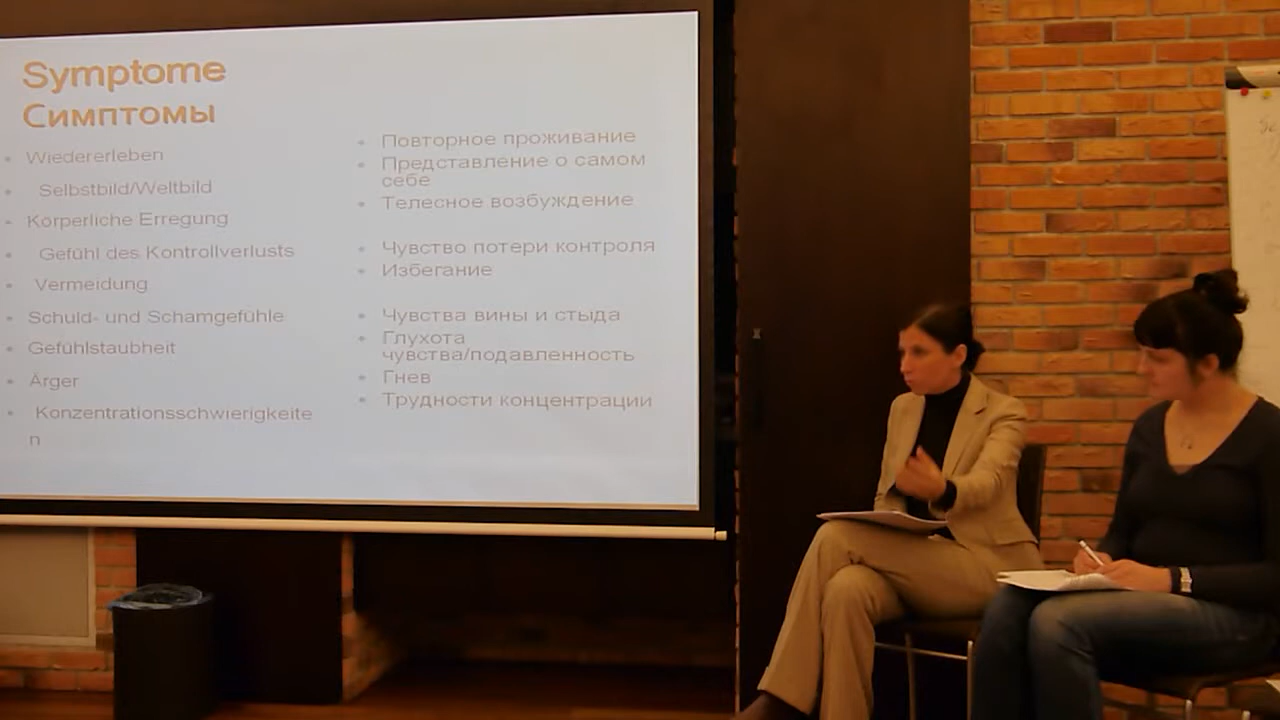 Symptome
Симптомы
Wiedererleben
Selbstbild/Weltbild
Körperliche Erregung
Gefühl des Kontrollverlusts
Vermeidung
Schuld- und Schamgefühle
Gefühlstaubheit
Ärger
Konzentrationsschwierigkeite
n
Повторное проживание
Представление о самом
себе
Телесное возбуждение
Чувство потери контроля
Избегание
Чувства вины и стыда
Глухота
чувства/подавленность
Гнев
Трудности концентрации